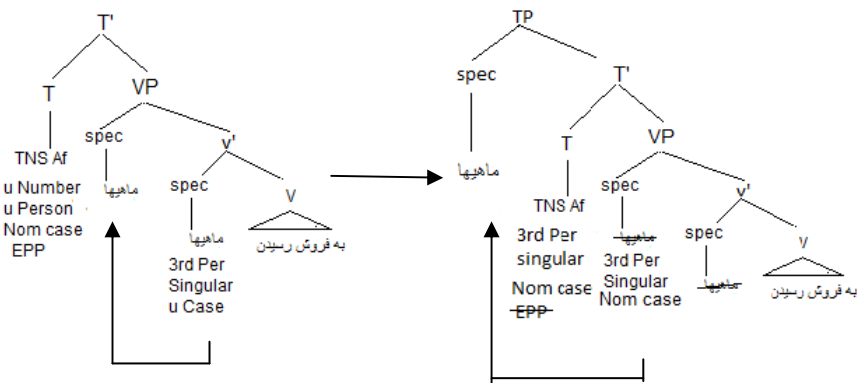 T'
T
VP
spec
v'
TNS Af
ماهیها
spec
V
u Number
u Person
Nom case
EPP
ماهیها
به فروش رسیدن
3rd Per
Singular
u Case
TP
spec
T'
ماهیها
T
VP
TNS Af
spec
v'
3rd Per
singular
Nom case
EPP
ماهیها
3rd Per
Singular
Nom case
spec
V
ماهیها
به فروش رسیدن